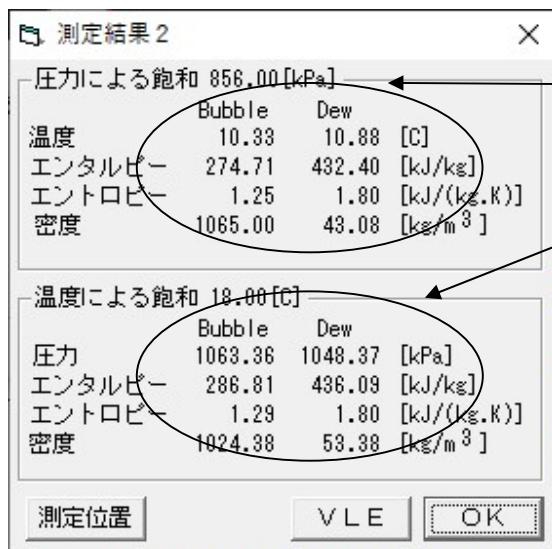 測定結果2
圧力による飽和 856.00[kPa]
Bubble Dew
温度 10.33 10.88 [C]
エンタルピー 274.71 432.40 [kJ/kg]
エントロピー 1.25 1.80 [kJ/(kg.K)]
密度 1065.00 43.08 [kg/m³]
温度による飽和 18.00[C]
Bubble Dew
圧力 1063.36 1048.37 [kPa]
エンタルピー 286.81 436.09 [kJ/kg]
エントロピー 1.29 1.80 [kJ/(kg.K)]
密度 1024.38 53.38 [kg/m³]
測定位置 VLE OK